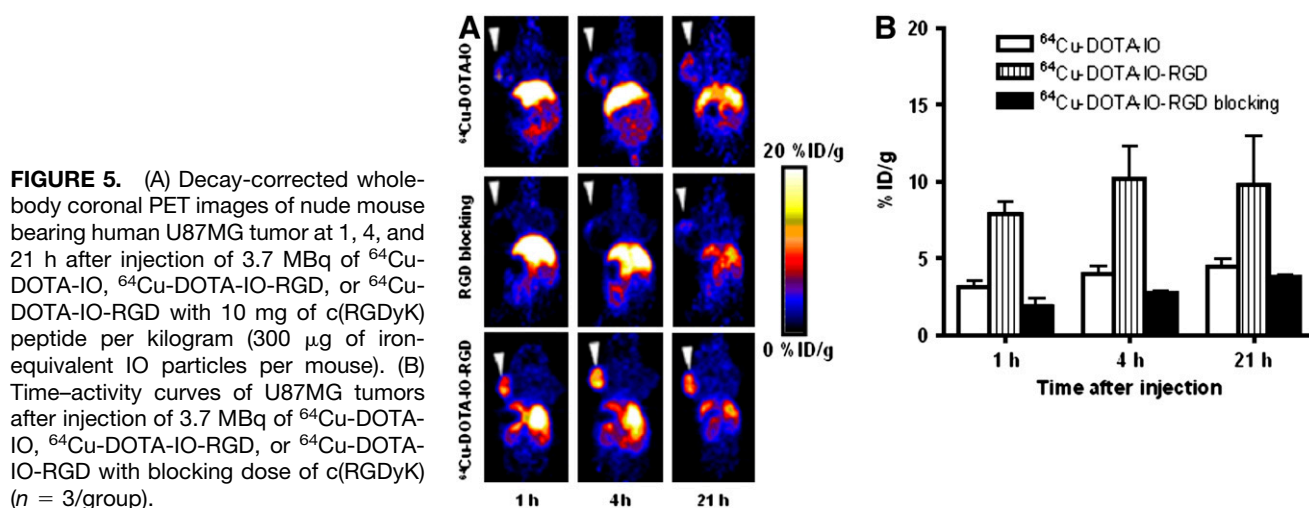 FIGURE 5. (A) Decay-corrected whole-
body coronal PET images of nude mouse
bearing human U87MG tumor at 1, 4, and
21 h after injection of 3.7 MBq of ⁶⁴Cu-
DOTA-IO, ⁶⁴Cu-DOTA-IO-RGD, or ⁶⁴Cu-
DOTA-IO-RGD with 10 mg of c(RGDyK)
peptide per kilogram (300 μg of iron-
equivalent IO particles per mouse). (B)
Time–activity curves of U87MG tumors
after injection of 3.7 MBq of ⁶⁴Cu-DOTA-
IO, ⁶⁴Cu-DOTA-IO-RGD, or ⁶⁴Cu-DOTA-
IO-RGD with blocking dose of c(RGDyK)
(n = 3/group).
A
⁶⁴Cu-DOTA-IO
RGD blocking
⁶⁴Cu-DOTA-IO-RGD
1 h
4 h
21 h
20 %ID/g
0 %ID/g
B
⁶⁴Cu-DOTA-IO
⁶⁴Cu-DOTA-IO-RGD
⁶⁴Cu-DOTA-IO-RGD blocking
% ID/g
20
15
10
5
0
1 h
4 h
21 h
Time after injection